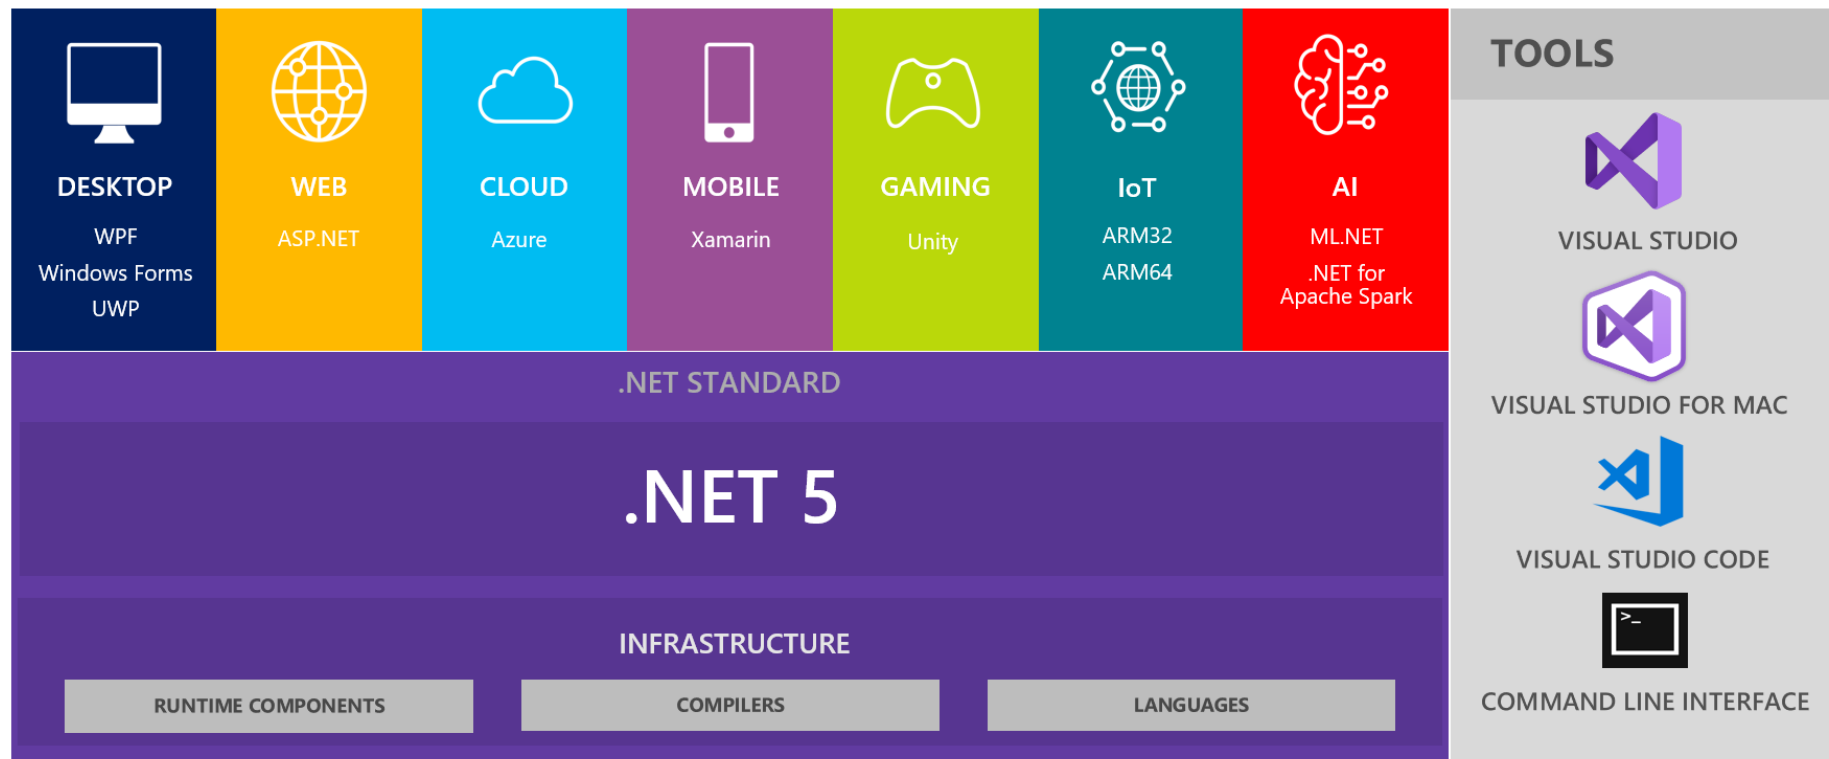 DESKTOP
WPF
Windows Forms
UWP
WEB
ASP.NET
CLOUD
Azure
MOBILE
Xamarin
GAMING
Unity
IoT
ARM32
ARM64
AI
ML.NET
.NET for
Apache Spark
.NET STANDARD
.NET 5
INFRASTRUCTURE
RUNTIME COMPONENTS
COMPILERS
LANGUAGES
TOOLS
VISUAL STUDIO
VISUAL STUDIO FOR MAC
VISUAL STUDIO CODE
>_
COMMAND LINE INTERFACE